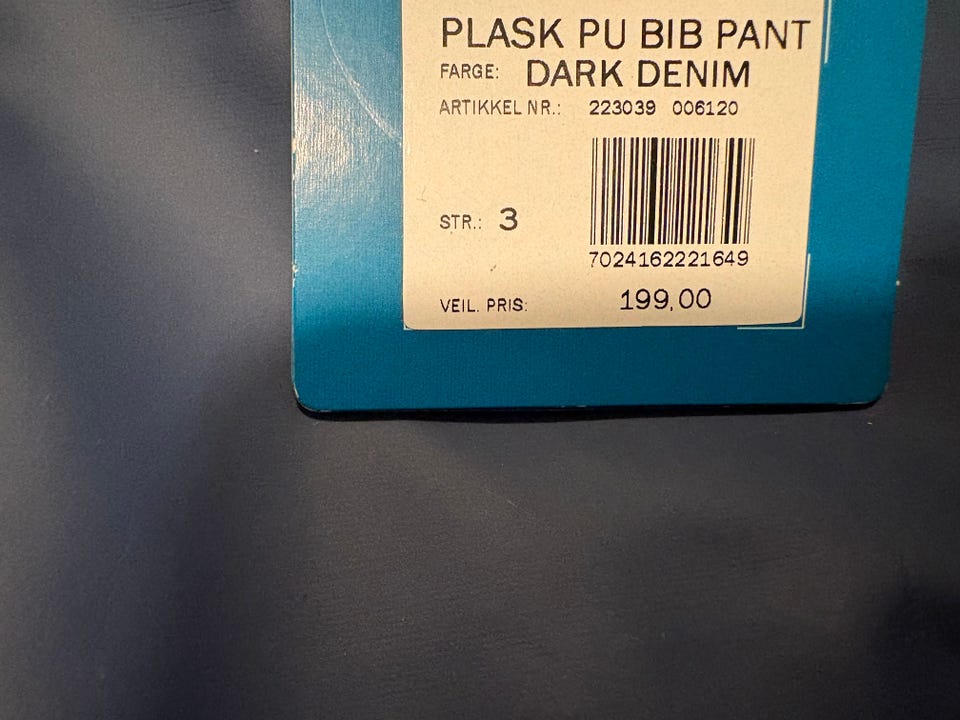 PLASK PU BIB PANT
FARGE: DARK DENIM
ARTIKKEL NR.: 223039 006120
STR.: 3
7024162221649
VEIL. PRIS: 199,00